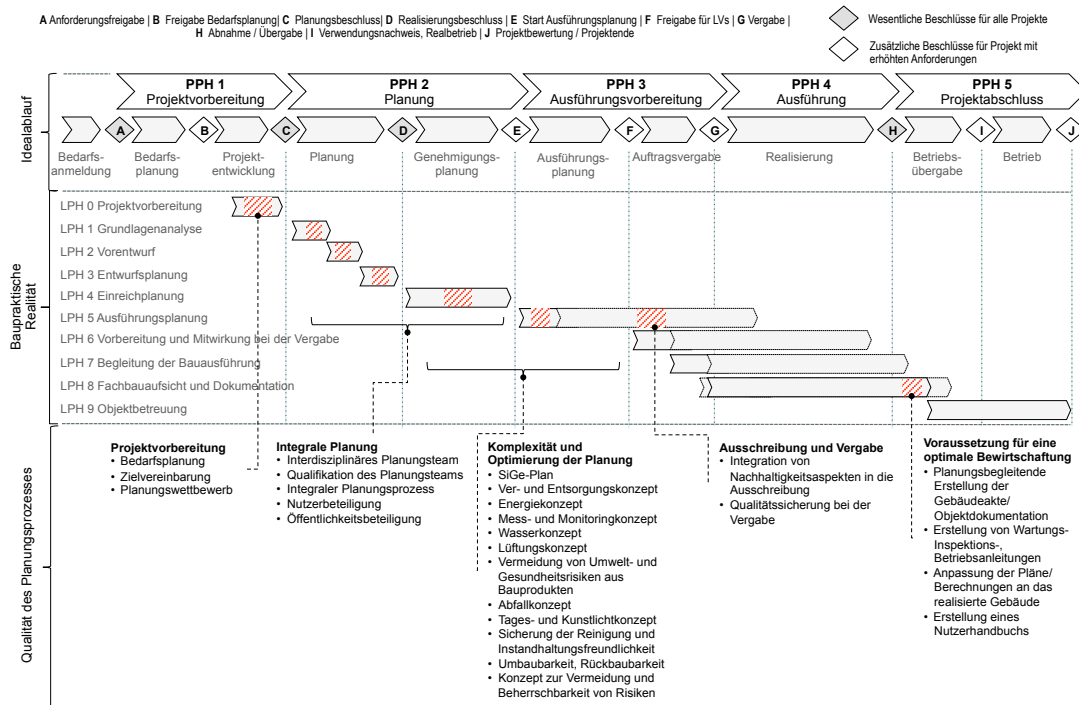 A Anforderungsfreigabe | B Freigabe Bedarfsplanung| C Planungsbeschluss| D Realisierungsbeschluss | E Start Ausführungsplanung | F Freigabe für LVs | G Vergabe |
H Abnahme / Übergabe | I Verwendungsnachweis, Realbetrieb | J Projektbewertung / Projektende
Wesentliche Beschlüsse für alle Projekte
Zusätzliche Beschlüsse für Projekt mit
erhöhten Anforderungen
Idealablauf
PPH 1
Projektvorbereitung
PPH 2
Planung
PPH 3
Ausführungsvorbereitung
PPH 4
Ausführung
PPH 5
Projektabschluss
A
B
C
D
E
F
G
H
I
J
Bedarfs-
anmeldung
Bedarfs-
planung
Projekt-
entwicklung
Planung
Genehmigungs-
planung
Ausführungs-
planung
Auftragsvergabe
Realisierung
Betriebs-
übergabe
Betrieb
Baupraktische
Realität
LPH 0 Projektvorbereitung
LPH 1 Grundlagenanalyse
LPH 2 Vorentwurf
LPH 3 Entwurfsplanung
LPH 4 Einreichplanung
LPH 5 Ausführungsplanung
LPH 6 Vorbereitung und Mitwirkung bei der Vergabe
LPH 7 Begleitung der Bauausführung
LPH 8 Fachbauaufsicht und Dokumentation
LPH 9 Objektbetreuung
Qualität des Planungsprozesses
Projektvorbereitung
• Bedarfsplanung
• Zielvereinbarung
• Planungswettbewerb
Integrale Planung
• Interdisziplinäres Planungsteam
• Qualifikation des Planungsteams
• Integraler Planungsprozess
• Nutzerbeteiligung
• Öffentlichkeitsbeteiligung
Komplexität und
Optimierung der Planung
• SiGe-Plan
• Ver- und Entsorgungskonzept
• Energiekonzept
• Mess- und Monitoringkonzept
• Wasserkonzept
• Lüftungskonzept
• Vermeidung von Umwelt- und
Gesundheitsrisiken aus
Bauprodukten
• Abfallkonzept
• Tages- und Kunstlichtkonzept
• Sicherung der Reinigung und
Instandhaltungsfreundlichkeit
• Umbaubarkeit, Rückbaubarkeit
• Konzept zur Vermeidung und
Beherrschbarkeit von Risiken
Ausschreibung und Vergabe
• Integration von
Nachhaltigkeitsaspekten in die
Ausschreibung
• Qualitätssicherung bei der
Vergabe
Voraussetzung für eine
optimale Bewirtschaftung
• Planungsbegleitende
Erstellung der
Gebäudeakte/
Objektdokumentation
• Erstellung von Wartungs-
Inspektions-,
Betriebsanleitungen
• Anpassung der Pläne/
Berechnungen an das
realisierte Gebäude
• Erstellung eines
Nutzerhandbuchs